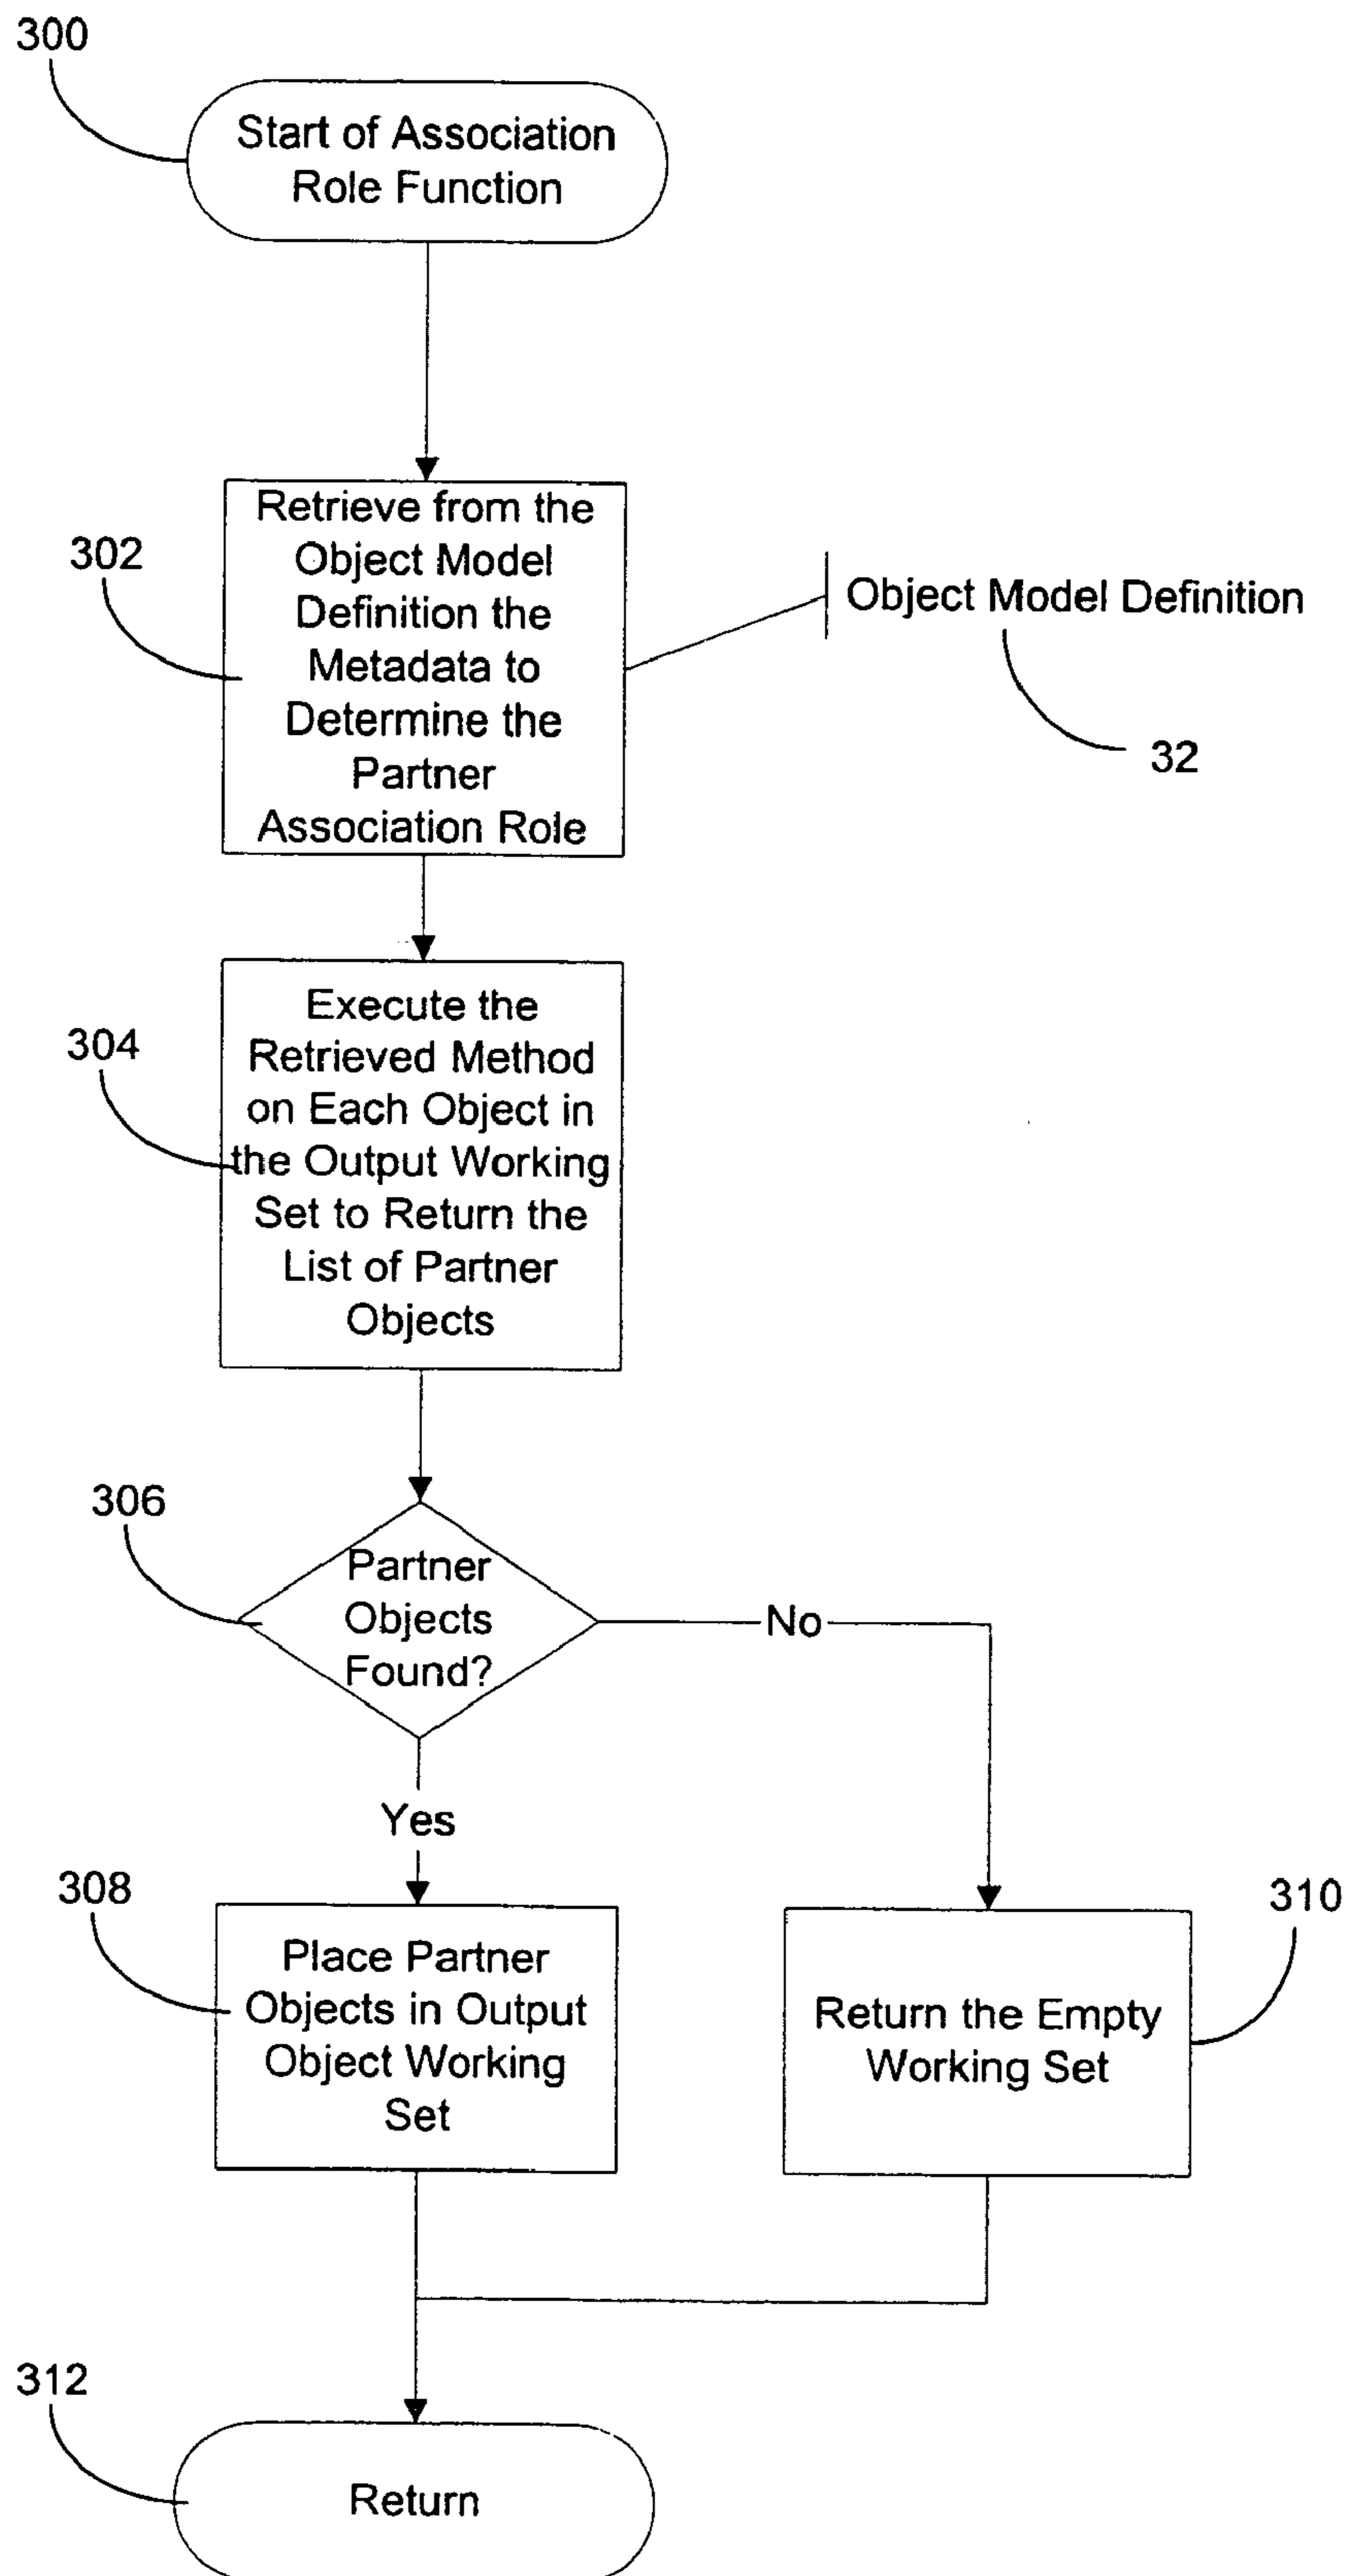 300
Start of Association
Role Function
302
Retrieve from the
Object Model
Definition the
Metadata to
Determine the
Partner
Association Role
Object Model Definition
32
304
Execute the
Retrieved Method
on Each Object in
the Output Working
Set to Return the
List of Partner
Objects
306
Partner
Objects
Found?
No
Yes
308
Place Partner
Objects in Output
Object Working
Set
310
Return the Empty
Working Set
312
Return